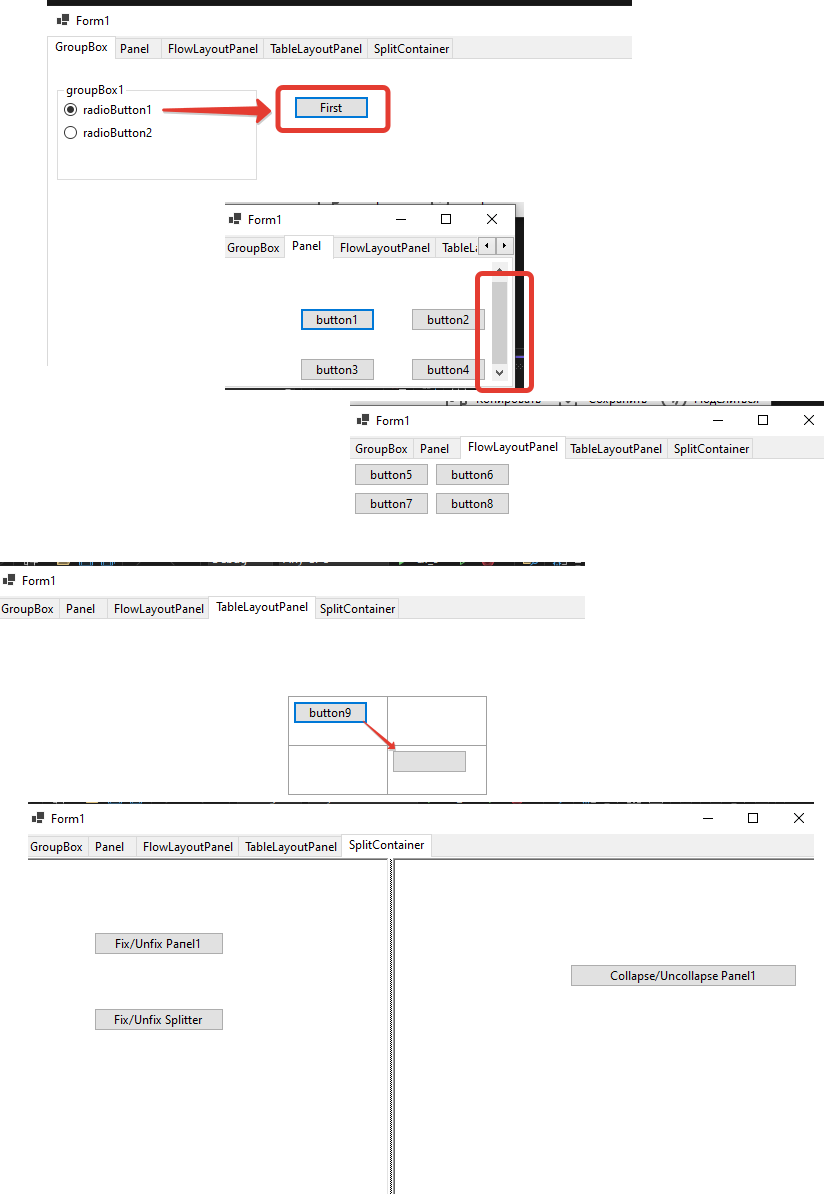 Form1
GroupBox Panel FlowLayoutPanel TableLayoutPanel SplitContainer
groupBox1
radioButton1 First
radioButton2
Form1
GroupBox Panel FlowLayoutPanel TableL
button1 button2
button3 button4
Form1
GroupBox Panel FlowLayoutPanel TableLayoutPanel SplitContainer
button5 button6
button7 button8
Form1
GroupBox Panel FlowLayoutPanel TableLayoutPanel SplitContainer
button9
Form1
GroupBox Panel FlowLayoutPanel TableLayoutPanel SplitContainer
Fix/Unfix Panel1
Collapse/Uncollapse Panel1
Fix/Unfix Splitter